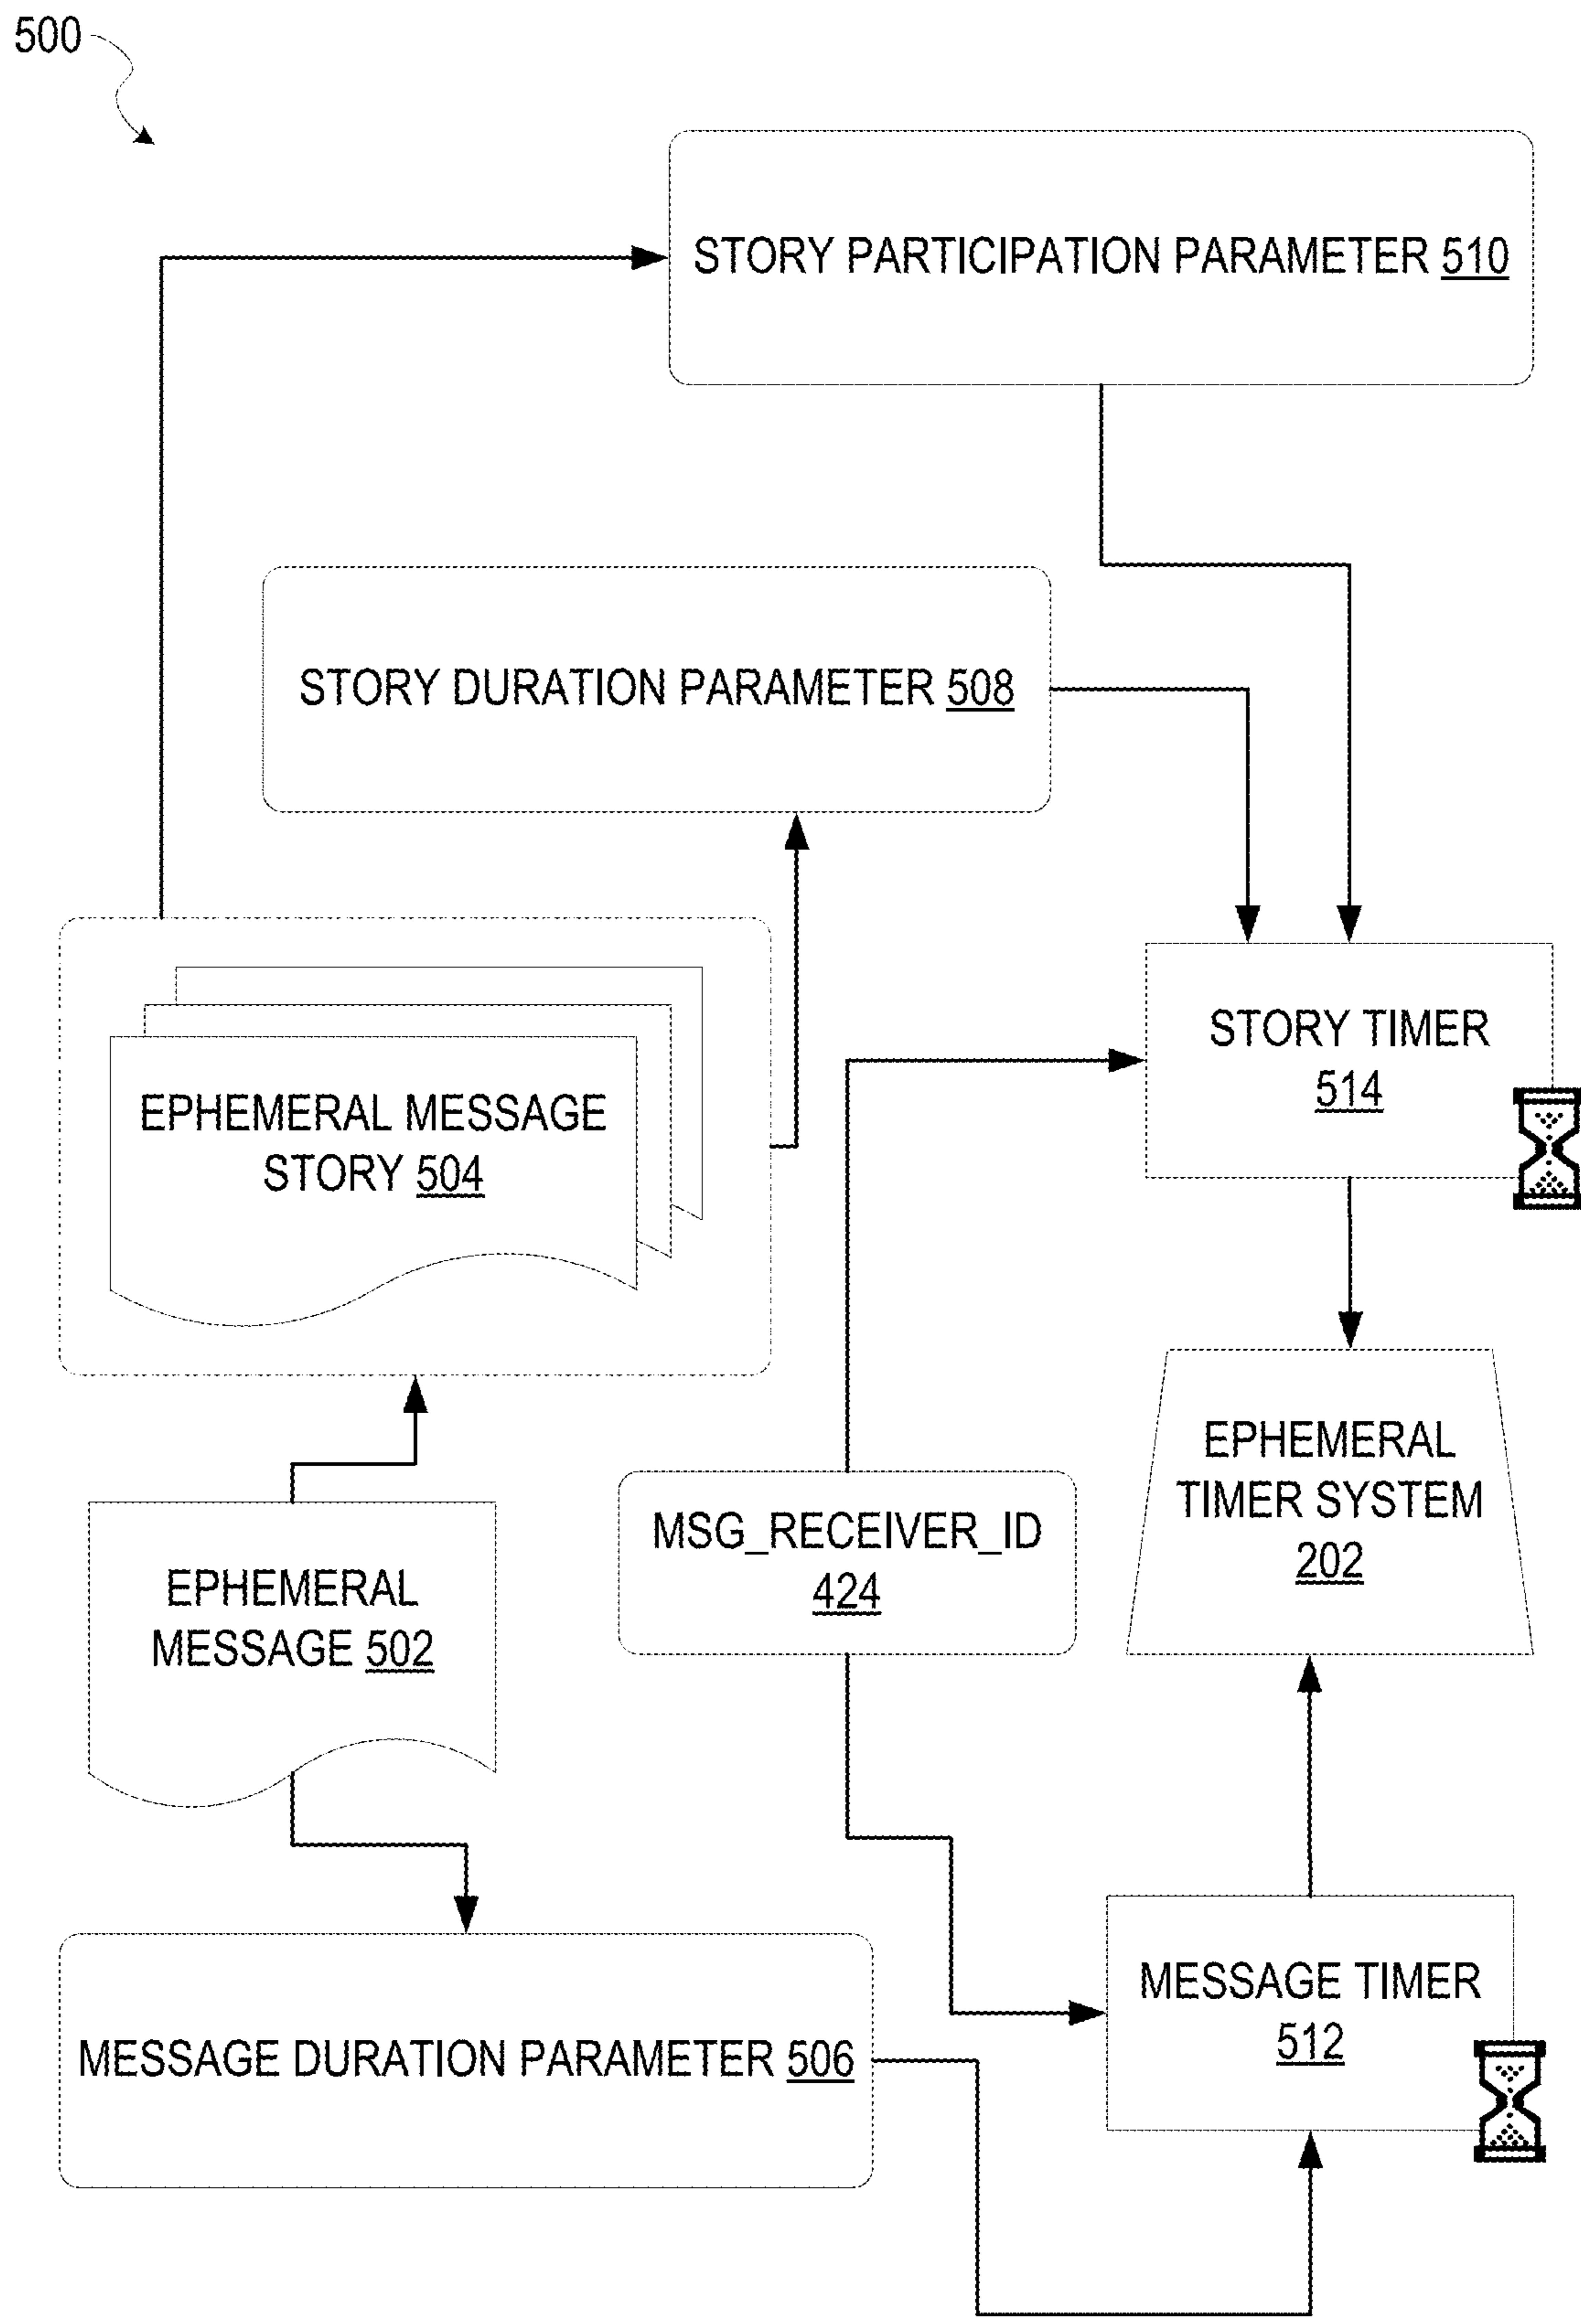 500
STORY PARTICIPATION PARAMETER 510
STORY DURATION PARAMETER 508
STORY TIMER
514
EPHEMERAL MESSAGE
STORY 504
EPHEMERAL
TIMER SYSTEM
202
MSG_RECEIVER_ID
424
EPHEMERAL
MESSAGE 502
MESSAGE TIMER
512
MESSAGE DURATION PARAMETER 506